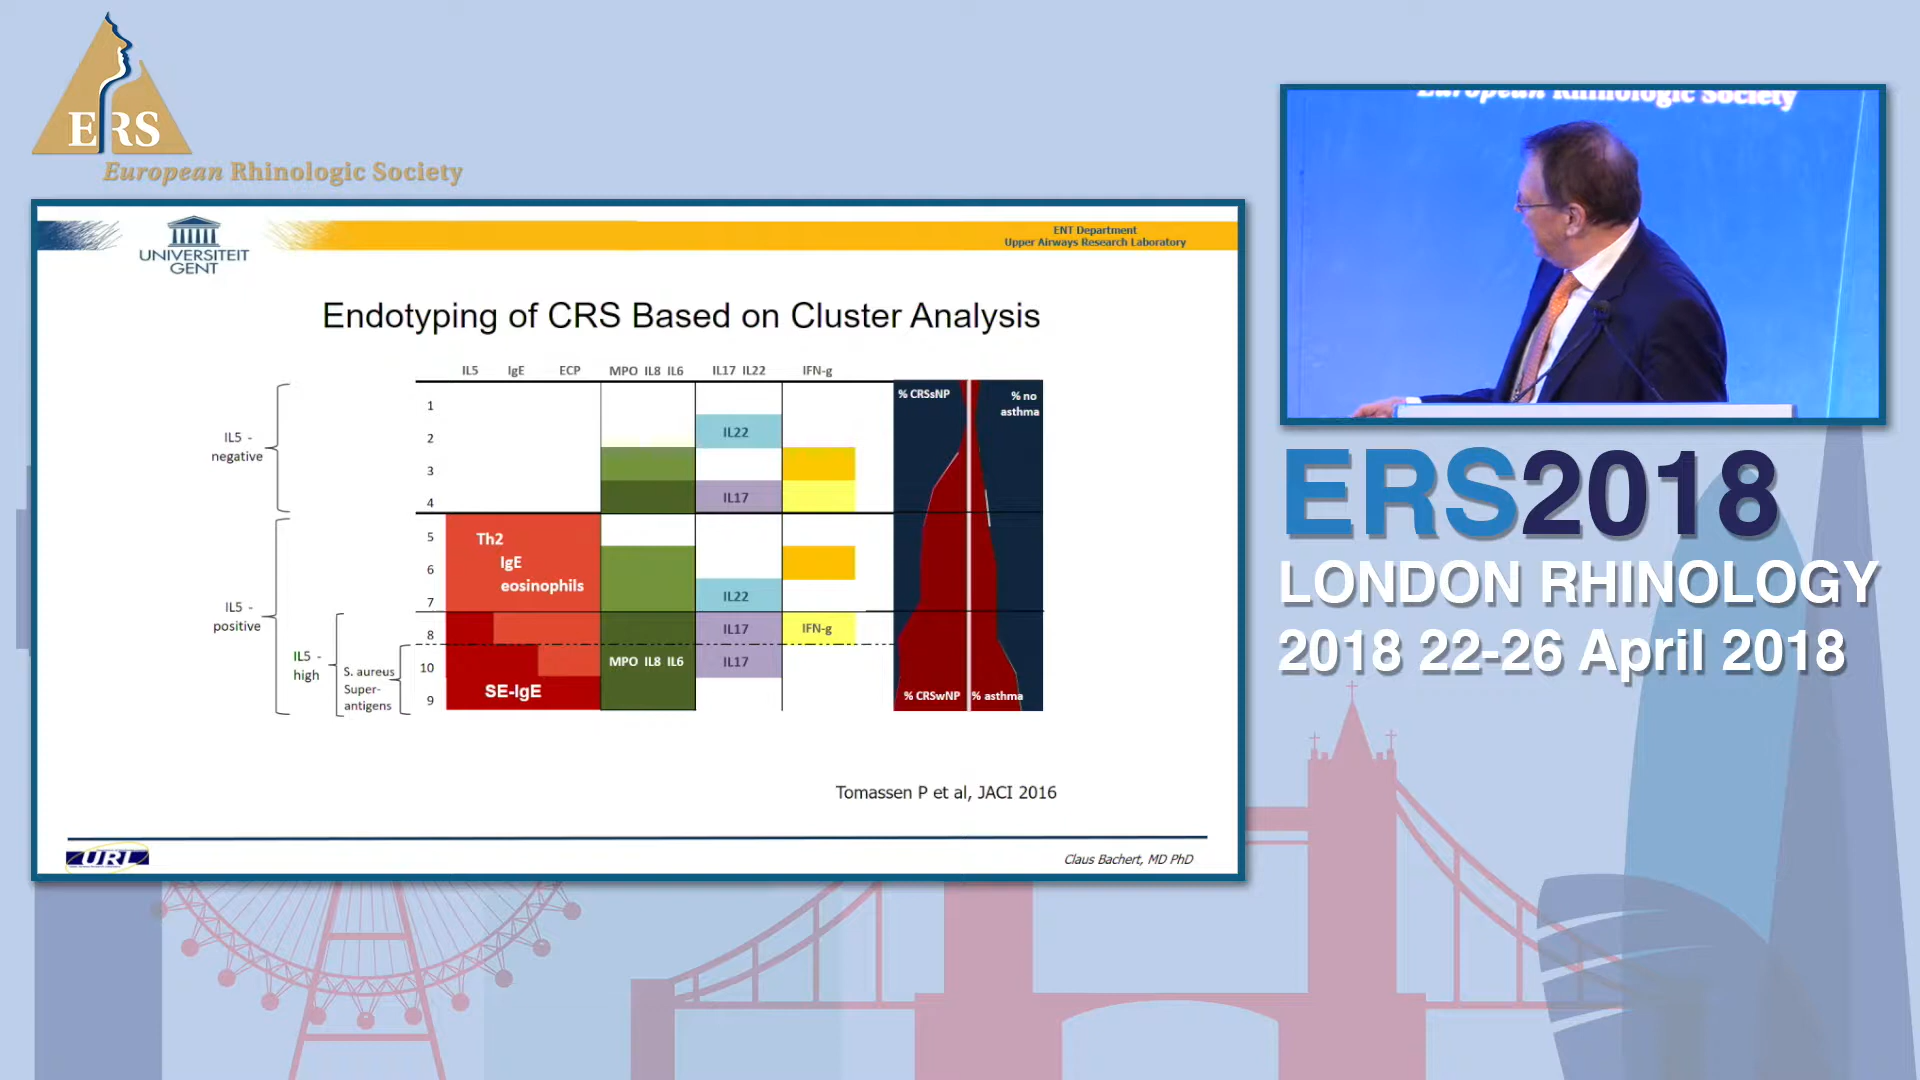 ERS
European Rhinologic Society
UNIVERSITEIT
GENT
ENT Department
Upper Airways Research Laboratory
Endotyping of CRS Based on Cluster Analysis
IL5 IgE ECP MPO IL8 IL6 IL17 IL22 IFN-g
% CRSsNP
% no
asthma
1
2
3
4
5
6
7
8
10
9
IL5 -
negative
IL5 -
positive
IL5 -
high
S. aureus
Super-
antigens
IL22
IL17
Th2
IgE
eosinophils
IL22
IL17
IFN-g
MPO IL8 IL6
IL17
SE-IgE
% CRSwNP
% asthma
Tomassen P et al, JACI 2016
URL
Claus Bachert, MD PhD
European Rhinologic Society
ERS2018
LONDON RHINOLOGY
2018 22-26 April 2018